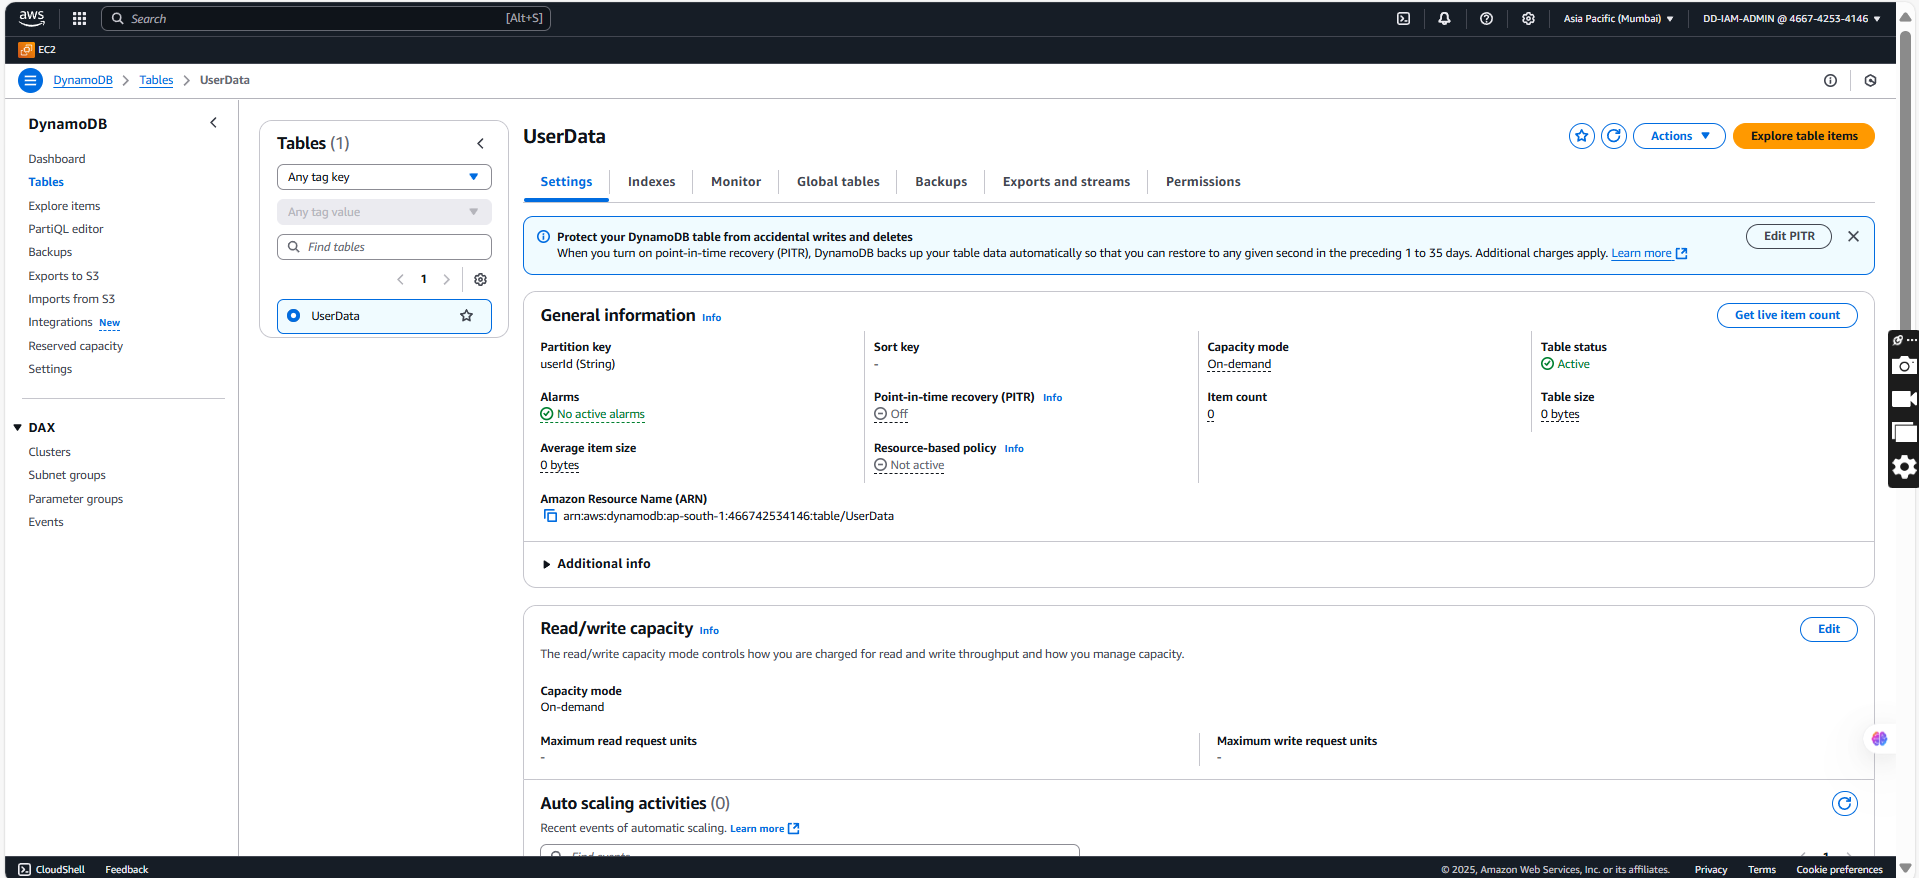 aws
Search
[Alt+S]
Asia Pacific (Mumbai)
DD-IAM-ADMIN @ 4667-4253-4146
EC2
DynamoDB
Tables
UserData
DynamoDB
Dashboard
Tables
Explore items
PartiQL editor
Backups
Exports to S3
Imports from S3
Integrations New
Reserved capacity
Settings
DAX
Clusters
Subnet groups
Parameter groups
Events
Tables (1)
Any tag key
Any tag value
Find tables
1
UserData
UserData
Actions
Explore table items
Settings
Indexes
Monitor
Global tables
Backups
Exports and streams
Permissions
Protect your DynamoDB table from accidental writes and deletes
When you turn on point-in-time recovery (PITR), DynamoDB backs up your table data automatically so that you can restore to any given second in the preceding 1 to 35 days. Additional charges apply. Learn more
Edit PITR
General information Info
Get live item count
Partition key
userId (String)
Sort key
-
Capacity mode
On-demand
Table status
Active
Alarms
No active alarms
Point-in-time recovery (PITR) Info
Off
Item count
0
Table size
0 bytes
Average item size
0 bytes
Resource-based policy Info
Not active
Amazon Resource Name (ARN)
arn:aws:dynamodb:ap-south-1:466742534146:table/UserData
Additional info
Read/write capacity Info
Edit
The read/write capacity mode controls how you are charged for read and write throughput and how you manage capacity.
Capacity mode
On-demand
Maximum read request units
-
Maximum write request units
-
Auto scaling activities (0)
Recent events of automatic scaling. Learn more
Find events
1
CloudShell
Feedback
© 2025, Amazon Web Services, Inc. or its affiliates.
Privacy
Terms
Cookie preferences